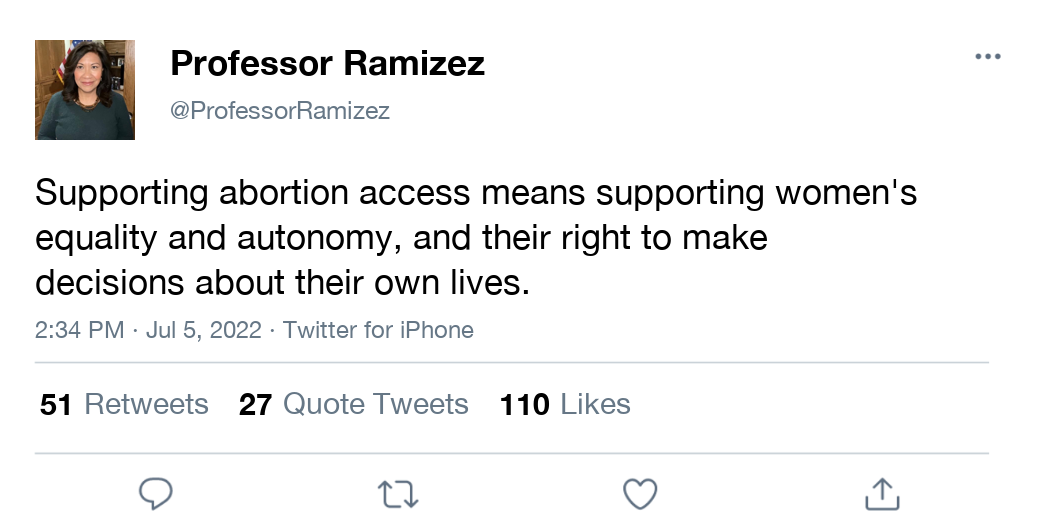 Professor Ramizez
@ProfessorRamizez
Supporting abortion access means supporting women's
equality and autonomy, and their right to make
decisions about their own lives.
2:34 PM · Jul 5, 2022 · Twitter for iPhone
51 Retweets 27 Quote Tweets 110 Likes